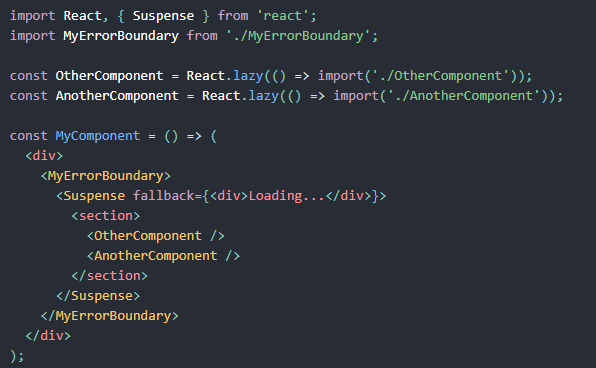 import React, { Suspense } from 'react';
import MyErrorBoundary from './MyErrorBoundary';

const OtherComponent = React.lazy(() => import('./OtherComponent'));
const AnotherComponent = React.lazy(() => import('./AnotherComponent'));

const MyComponent = () => (
  <div>
    <MyErrorBoundary>
      <Suspense fallback={<div>Loading...</div>}>
        <section>
          <OtherComponent />
          <AnotherComponent />
        </section>
      </Suspense>
    </MyErrorBoundary>
  </div>
);